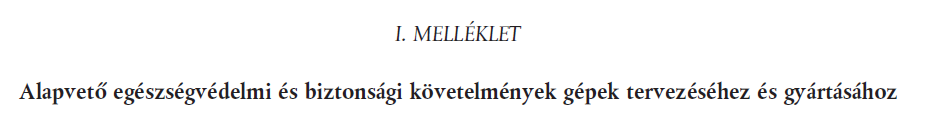 I. MELLÉKLET
Alapvető egészségvédelmi és biztonsági követelmények gépek tervezéséhez és gyártásához